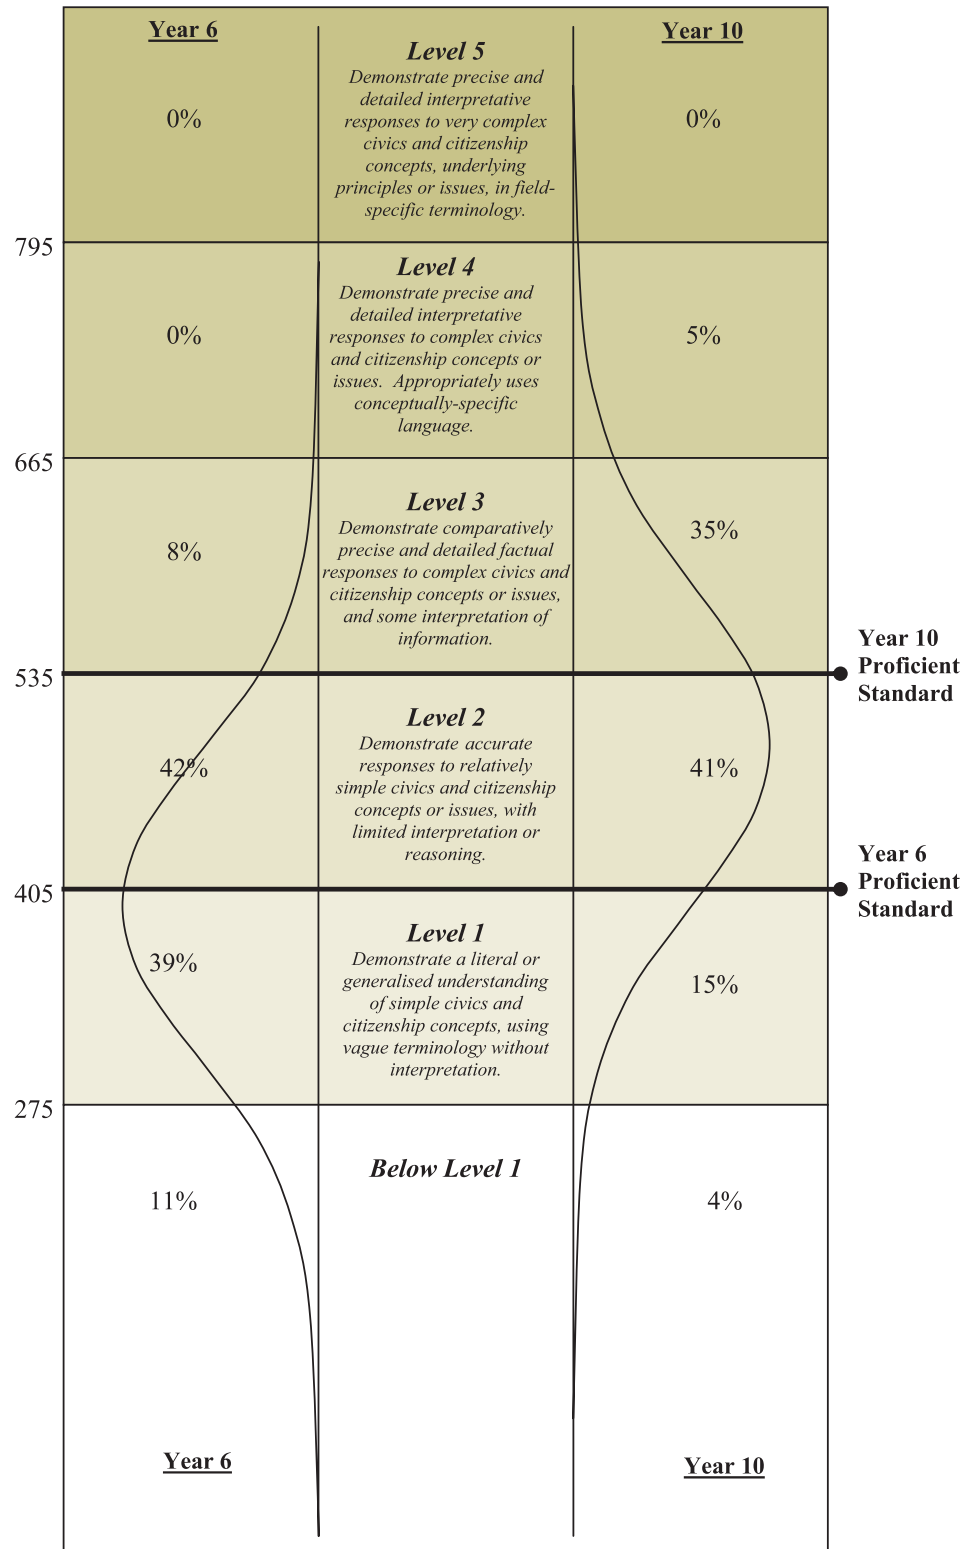 Year 6
Year 10
Level 5
Demonstrate precise and
detailed interpretative
responses to very complex
civics and citizenship
concepts, underlying
principles or issues, in field-
specific terminology.
0%
0%
795
Level 4
Demonstrate precise and
detailed interpretative
responses to complex civics
and citizenship concepts or
issues.  Appropriately uses
conceptually-specific
language.
0%
5%
665
Level 3
Demonstrate comparatively
precise and detailed factual
responses to complex civics and
citizenship concepts or issues,
and some interpretation of
information.
8%
35%
Year 10
Proficient
Standard
535
Level 2
Demonstrate accurate
responses to relatively
simple civics and citizenship
concepts or issues, with
limited interpretation or
reasoning.
42%
41%
Year 6
Proficient
Standard
405
Level 1
Demonstrate a literal or
generalised understanding
of simple civics and
citizenship concepts, using
vague terminology without
interpretation.
39%
15%
275
Below Level 1
11%
4%
Year 6
Year 10